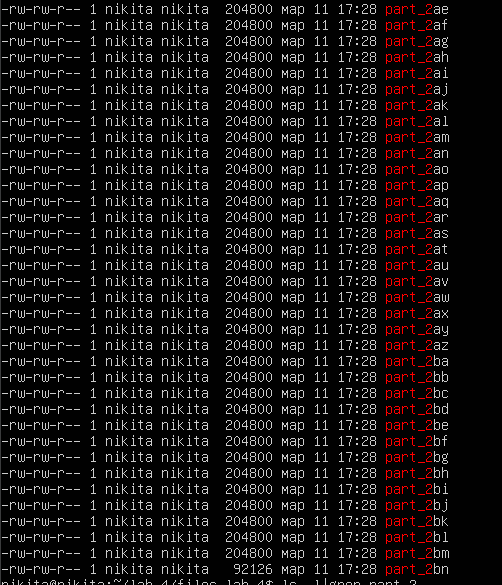 -rw-rw-r-- 1 nikita nikita 204800 мар 11 17:28 part_2ae
-rw-rw-r-- 1 nikita nikita 204800 мар 11 17:28 part_2af
-rw-rw-r-- 1 nikita nikita 204800 мар 11 17:28 part_2ag
-rw-rw-r-- 1 nikita nikita 204800 мар 11 17:28 part_2ah
-rw-rw-r-- 1 nikita nikita 204800 мар 11 17:28 part_2ai
-rw-rw-r-- 1 nikita nikita 204800 мар 11 17:28 part_2aj
-rw-rw-r-- 1 nikita nikita 204800 мар 11 17:28 part_2ak
-rw-rw-r-- 1 nikita nikita 204800 мар 11 17:28 part_2al
-rw-rw-r-- 1 nikita nikita 204800 мар 11 17:28 part_2am
-rw-rw-r-- 1 nikita nikita 204800 мар 11 17:28 part_2an
-rw-rw-r-- 1 nikita nikita 204800 мар 11 17:28 part_2ao
-rw-rw-r-- 1 nikita nikita 204800 мар 11 17:28 part_2ap
-rw-rw-r-- 1 nikita nikita 204800 мар 11 17:28 part_2aq
-rw-rw-r-- 1 nikita nikita 204800 мар 11 17:28 part_2ar
-rw-rw-r-- 1 nikita nikita 204800 мар 11 17:28 part_2as
-rw-rw-r-- 1 nikita nikita 204800 мар 11 17:28 part_2at
-rw-rw-r-- 1 nikita nikita 204800 мар 11 17:28 part_2au
-rw-rw-r-- 1 nikita nikita 204800 мар 11 17:28 part_2av
-rw-rw-r-- 1 nikita nikita 204800 мар 11 17:28 part_2aw
-rw-rw-r-- 1 nikita nikita 204800 мар 11 17:28 part_2ax
-rw-rw-r-- 1 nikita nikita 204800 мар 11 17:28 part_2ay
-rw-rw-r-- 1 nikita nikita 204800 мар 11 17:28 part_2az
-rw-rw-r-- 1 nikita nikita 204800 мар 11 17:28 part_2ba
-rw-rw-r-- 1 nikita nikita 204800 мар 11 17:28 part_2bb
-rw-rw-r-- 1 nikita nikita 204800 мар 11 17:28 part_2bc
-rw-rw-r-- 1 nikita nikita 204800 мар 11 17:28 part_2bd
-rw-rw-r-- 1 nikita nikita 204800 мар 11 17:28 part_2be
-rw-rw-r-- 1 nikita nikita 204800 мар 11 17:28 part_2bf
-rw-rw-r-- 1 nikita nikita 204800 мар 11 17:28 part_2bg
-rw-rw-r-- 1 nikita nikita 204800 мар 11 17:28 part_2bh
-rw-rw-r-- 1 nikita nikita 204800 мар 11 17:28 part_2bi
-rw-rw-r-- 1 nikita nikita 204800 мар 11 17:28 part_2bj
-rw-rw-r-- 1 nikita nikita 204800 мар 11 17:28 part_2bk
-rw-rw-r-- 1 nikita nikita 204800 мар 11 17:28 part_2bl
-rw-rw-r-- 1 nikita nikita 204800 мар 11 17:28 part_2bm
-rw-rw-r-- 1 nikita nikita 92126 мар 11 17:28 part_2bn